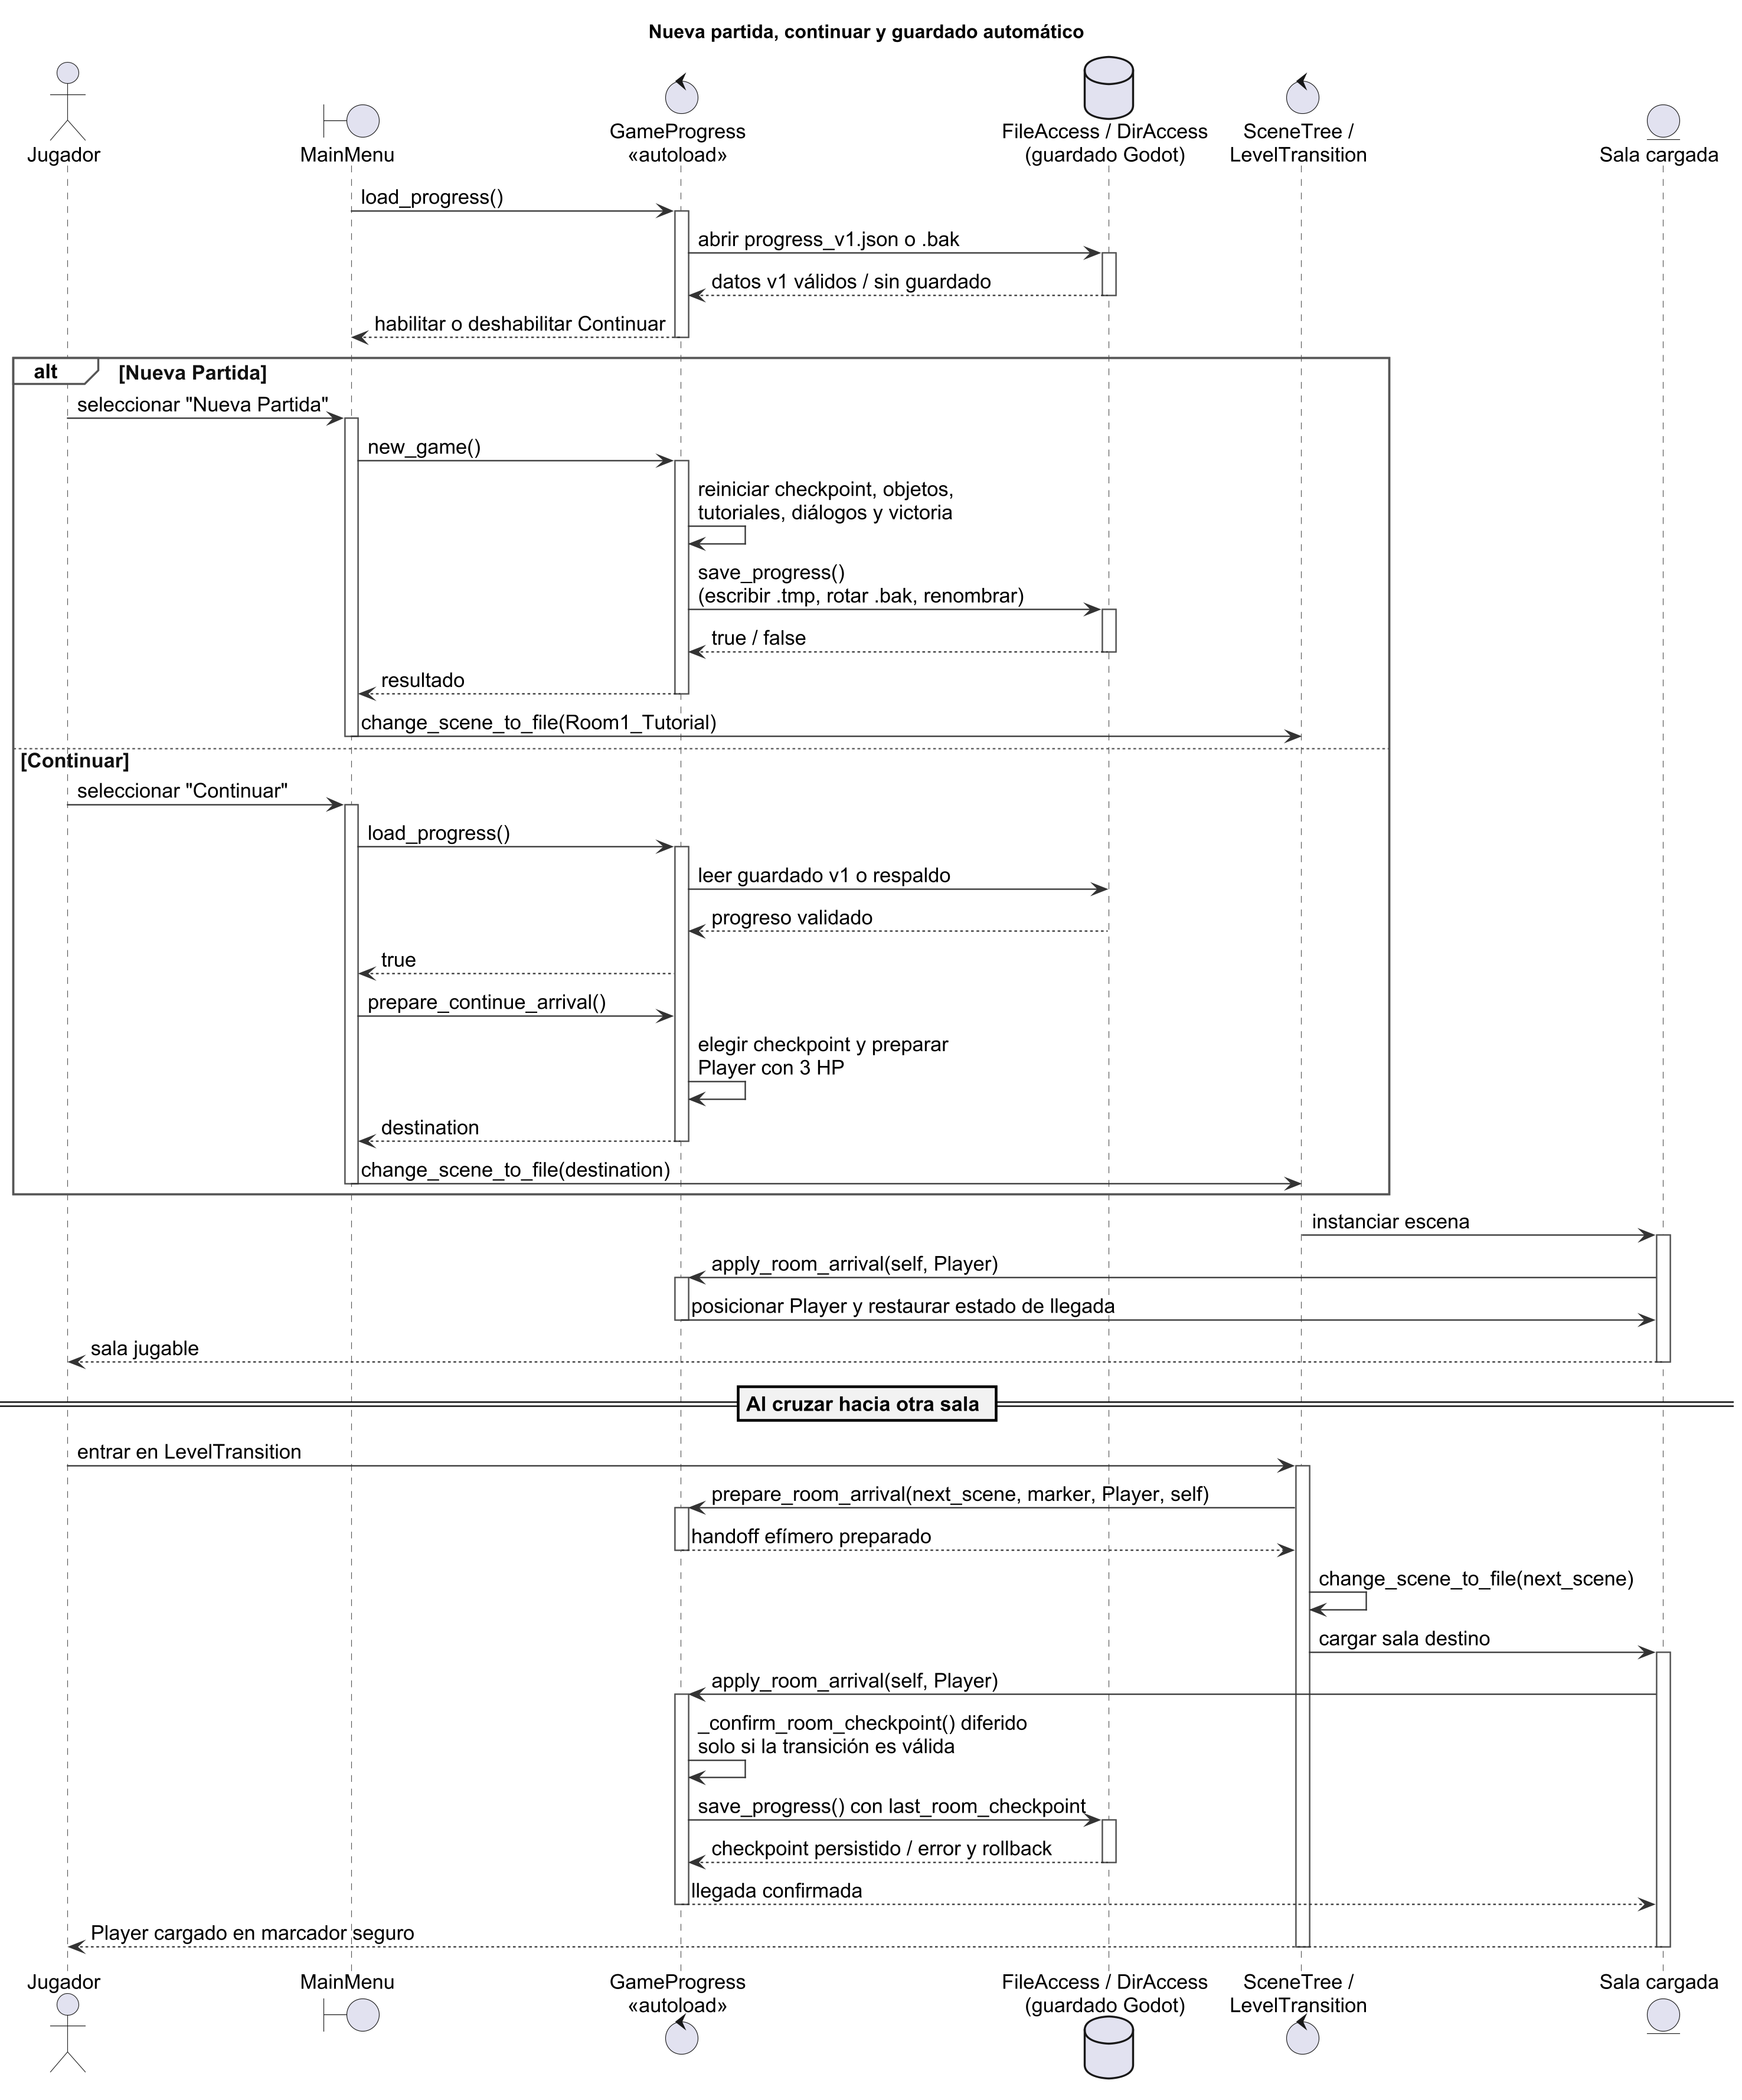 Nueva partida, continuar y guardado automático
Jugador
MainMenu
GameProgress
«autoload»
FileAccess / DirAccess
(guardado Godot)
SceneTree /
LevelTransition
Sala cargada
load_progress()
abrir progress_v1.json o .bak
datos v1 válidos / sin guardado
habilitar o deshabilitar Continuar
alt
[Nueva Partida]
seleccionar "Nueva Partida"
new_game()
reiniciar checkpoint, objetos,
tutoriales, diálogos y victoria
save_progress()
(escribir .tmp, rotar .bak, renombrar)
true / false
resultado
change_scene_to_file(Room1_Tutorial)
[Continuar]
seleccionar "Continuar"
load_progress()
leer guardado v1 o respaldo
progreso validado
true
prepare_continue_arrival()
elegir checkpoint y preparar
Player con 3 HP
destination
change_scene_to_file(destination)
instanciar escena
apply_room_arrival(self, Player)
posicionar Player y restaurar estado de llegada
sala jugable
Al cruzar hacia otra sala
entrar en LevelTransition
prepare_room_arrival(next_scene, marker, Player, self)
handoff efímero preparado
change_scene_to_file(next_scene)
cargar sala destino
apply_room_arrival(self, Player)
_confirm_room_checkpoint() diferido
solo si la transición es válida
save_progress() con last_room_checkpoint
checkpoint persistido / error y rollback
llegada confirmada
Player cargado en marcador seguro
Jugador
MainMenu
GameProgress
«autoload»
FileAccess / DirAccess
(guardado Godot)
SceneTree /
LevelTransition
Sala cargada